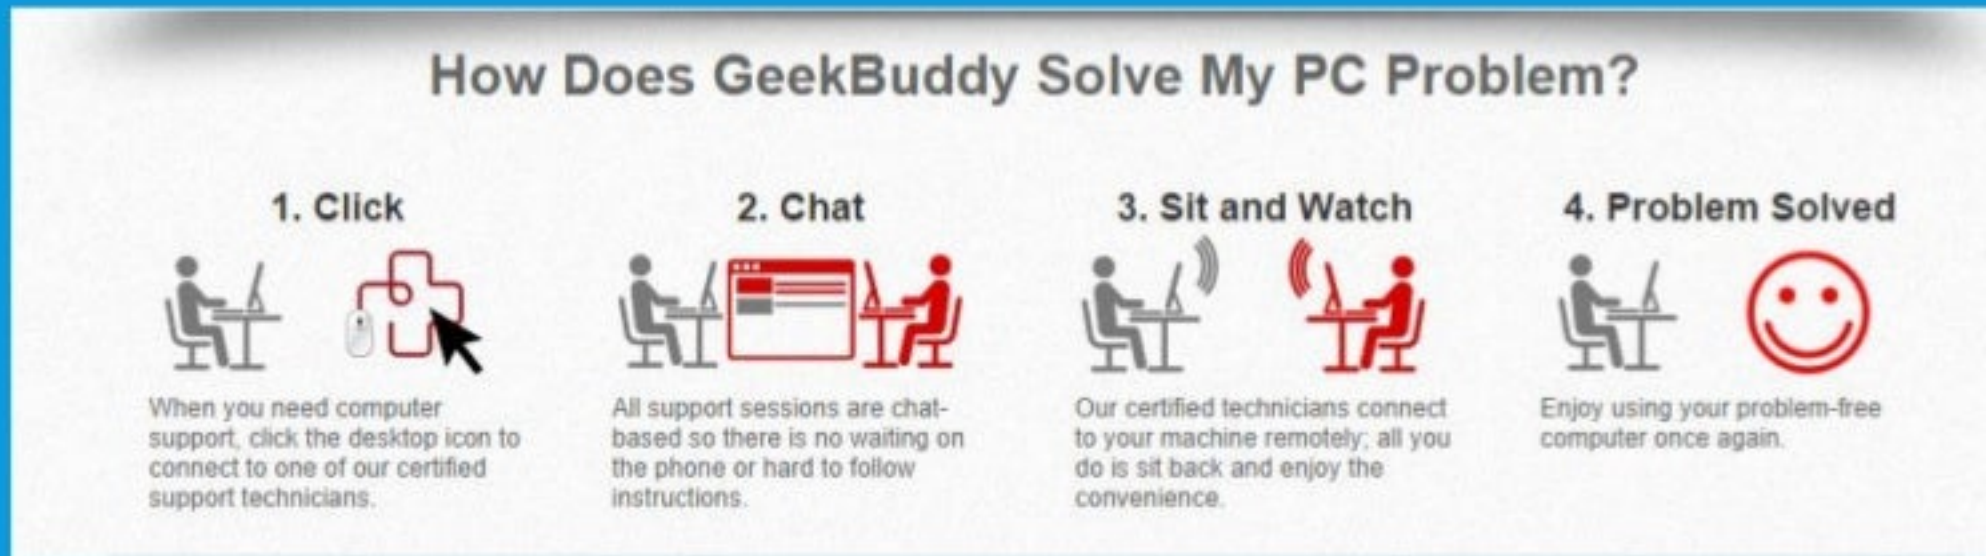 How Does GeekBuddy Solve My PC Problem?
1. Click
When you need computer
support, click the desktop icon to
connect to one of our certified
support technicians.
2. Chat
All support sessions are chat-
based so there is no waiting on
the phone or hard to follow
instructions.
3. Sit and Watch
Our certified technicians connect
to your machine remotely; all you
do is sit back and enjoy the
convenience.
4. Problem Solved
Enjoy using your problem-free
computer once again.